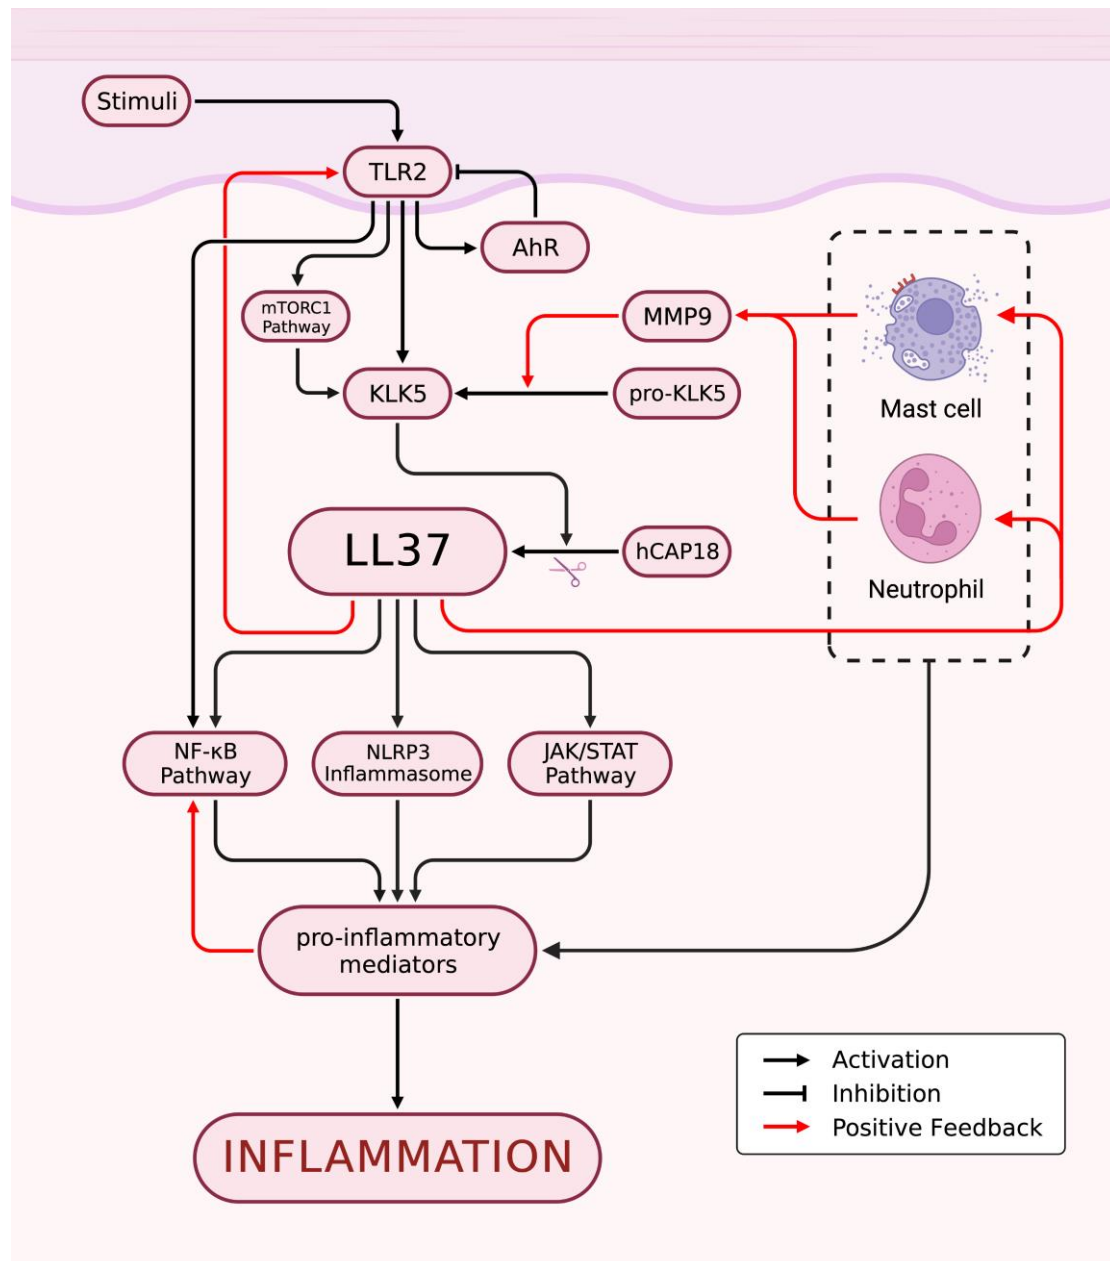 Stimuli
TLR2
AhR
mTORC1
Pathway
MMP9
KLK5
pro-KLK5
Mast cell
LL37
hCAP18
Neutrophil
NF-κB
Pathway
NLRP3
Inflammasome
JAK/STAT
Pathway
pro-inflammatory
mediators
INFLAMMATION
Activation
Inhibition
Positive Feedback